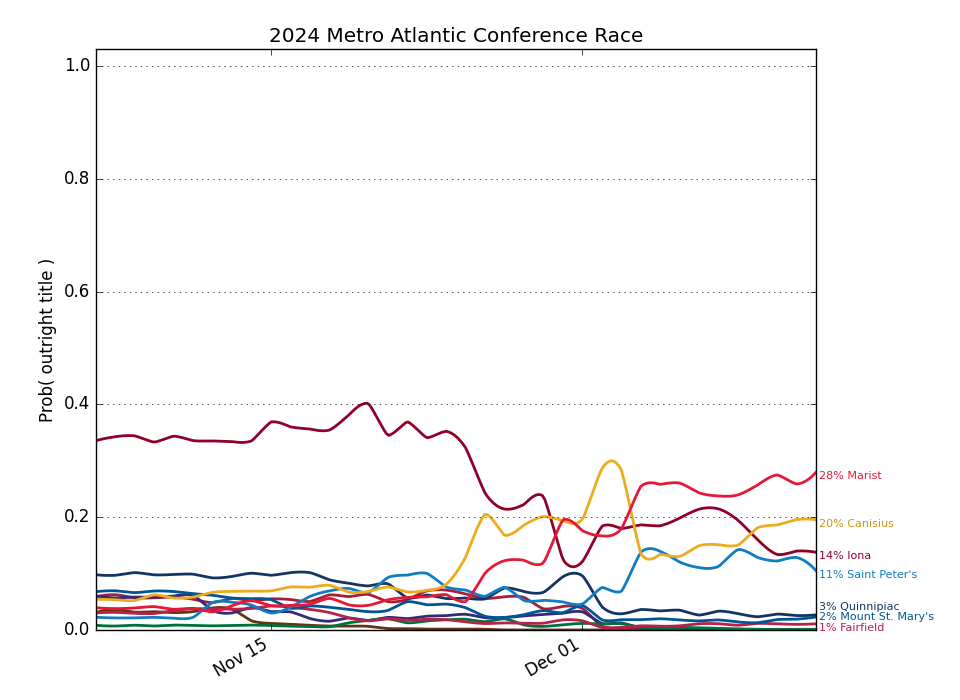 2024 Metro Atlantic Conference Race
Prob( outright title )
1.0
0.8
0.6
0.4
0.2
0.0
Nov 15
Dec 01
28% Marist
20% Canisius
14% Iona
11% Saint Peter's
3% Quinnipiac
2% Mount St. Mary's
1% Fairfield